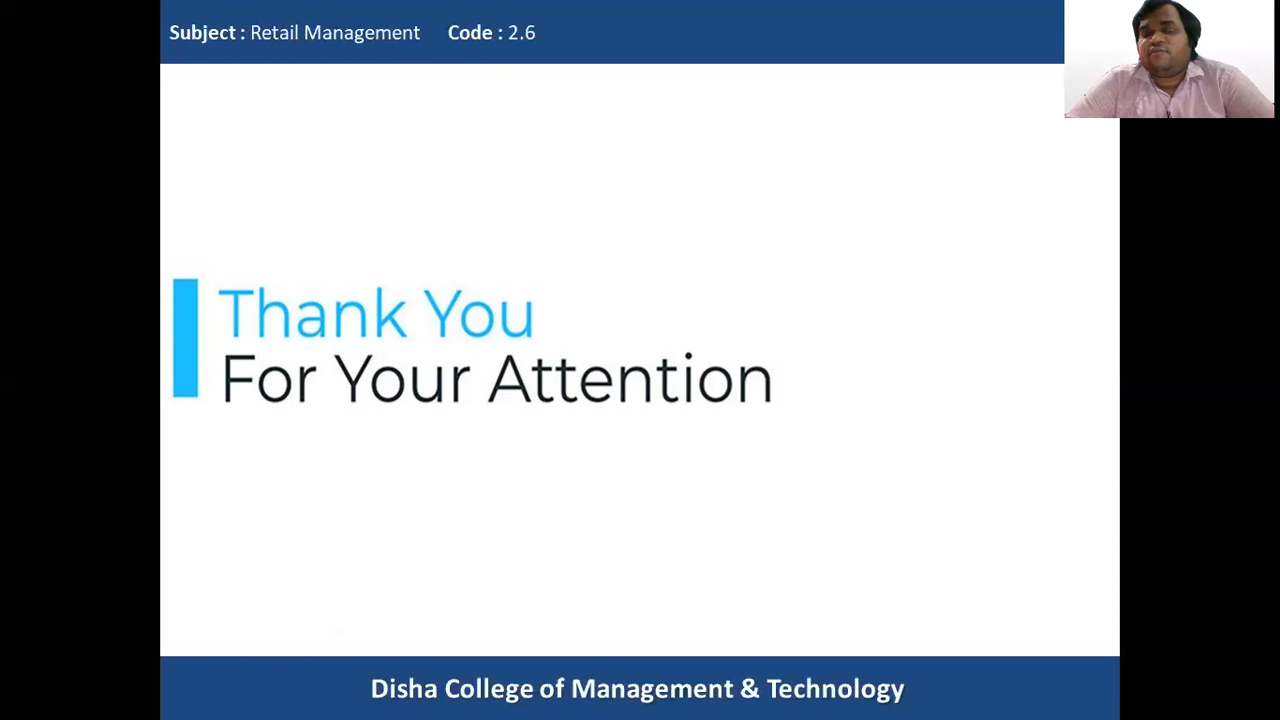 Subject : Retail Management Code : 2.6
Thank You
For Your Attention
Disha College of Management & Technology